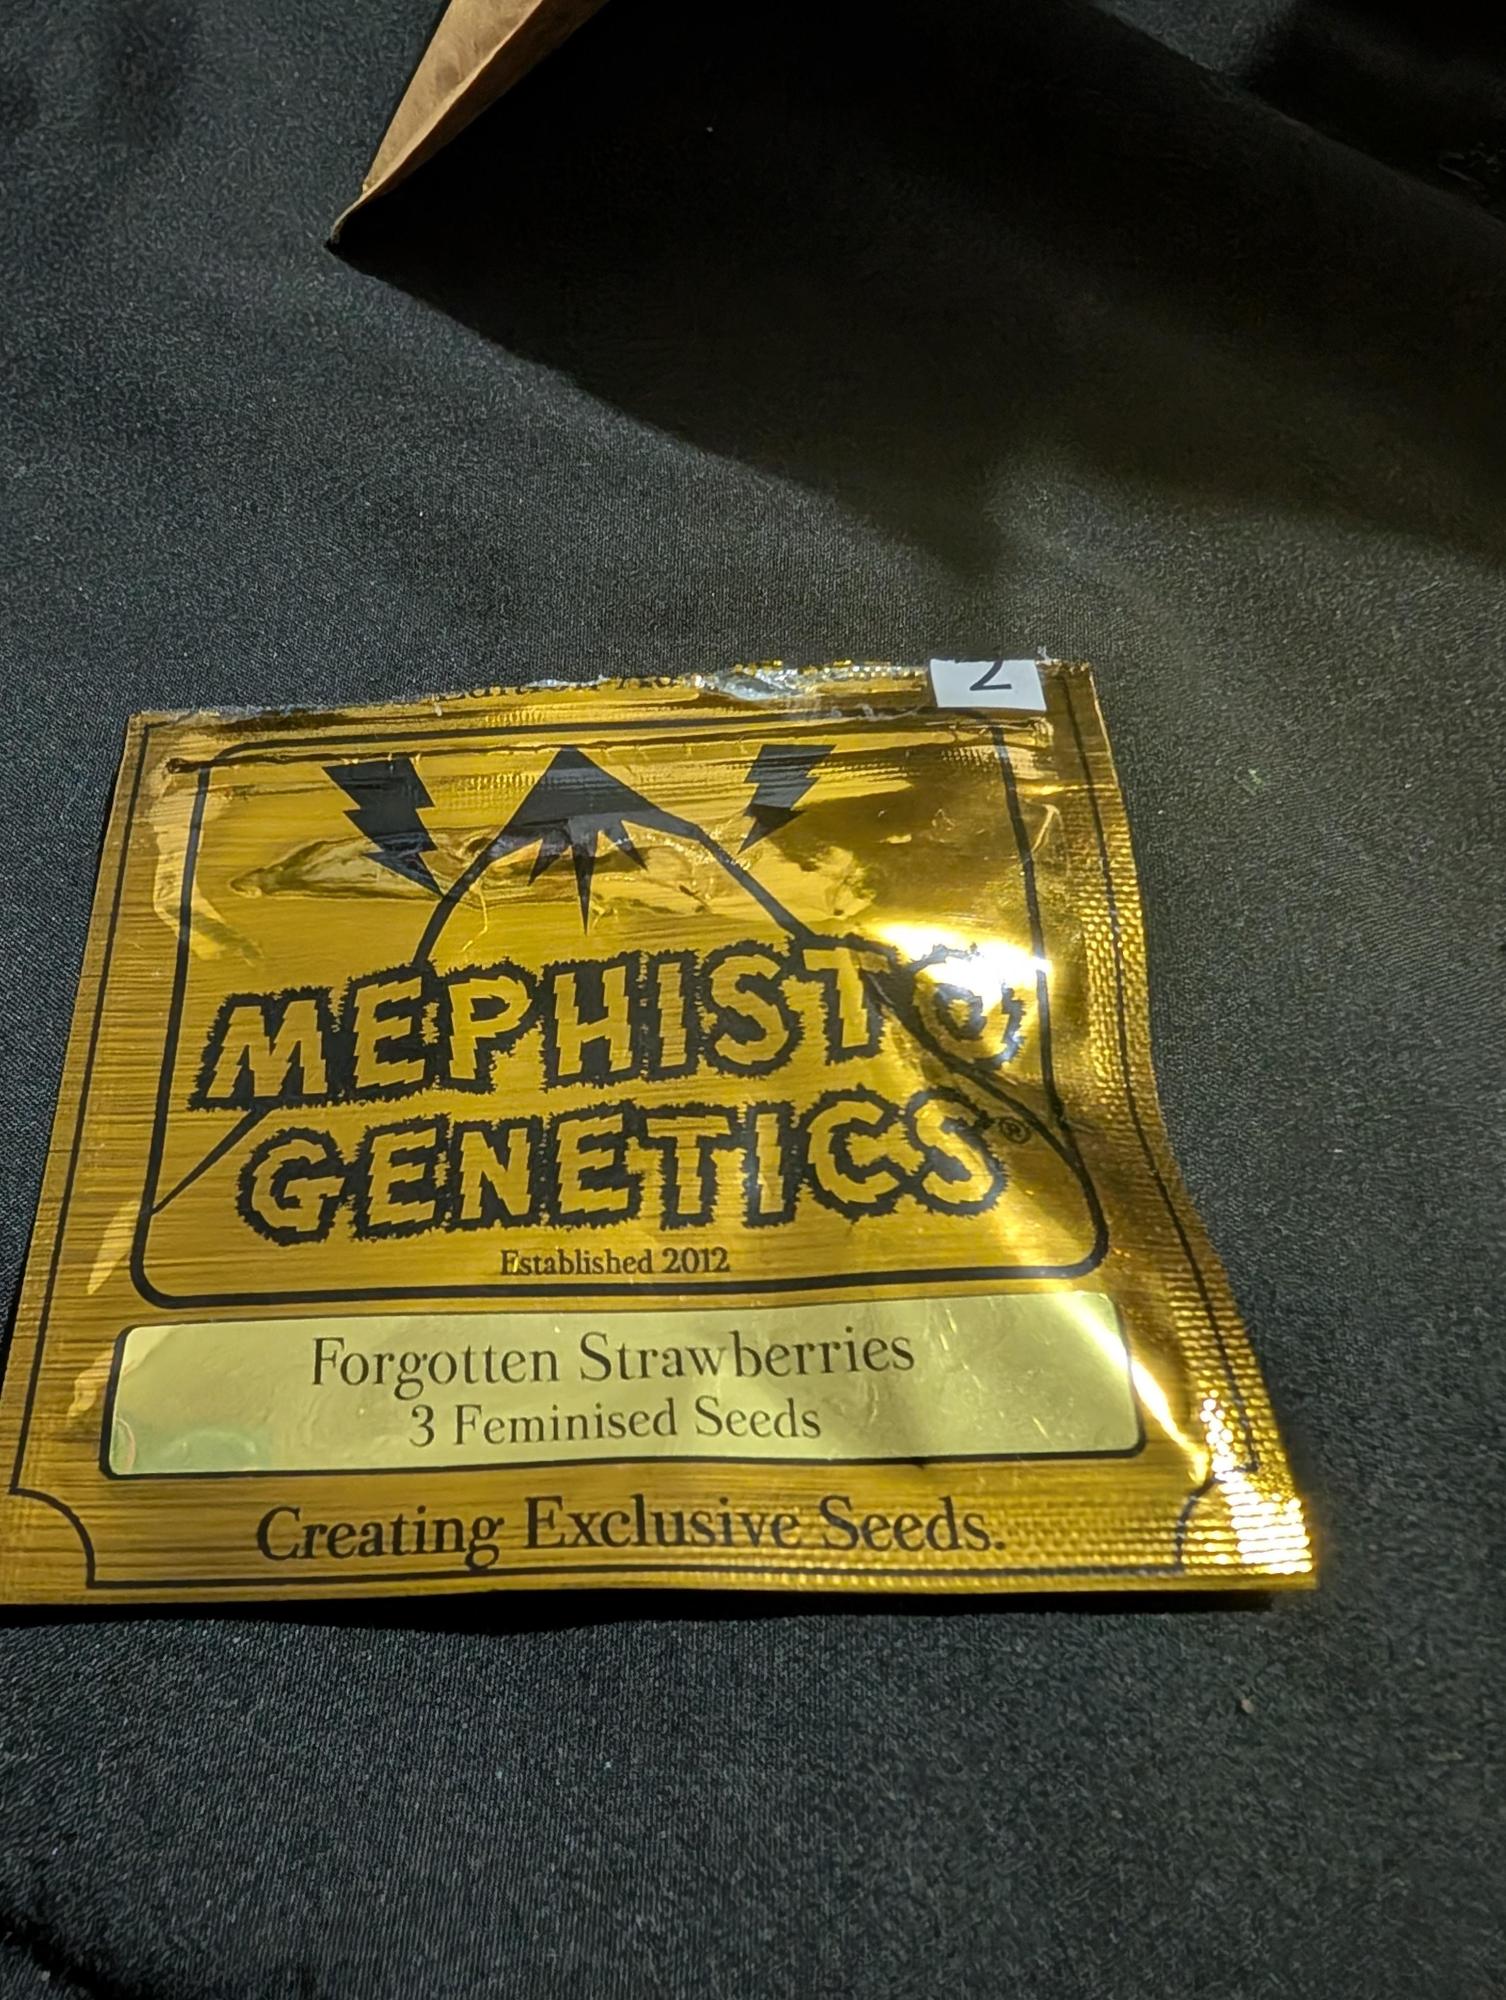 2
MEPHISTO
GENETICS®
Established 2012
Forgotten Strawberries
3 Feminised Seeds
Creating Exclusive Seeds.